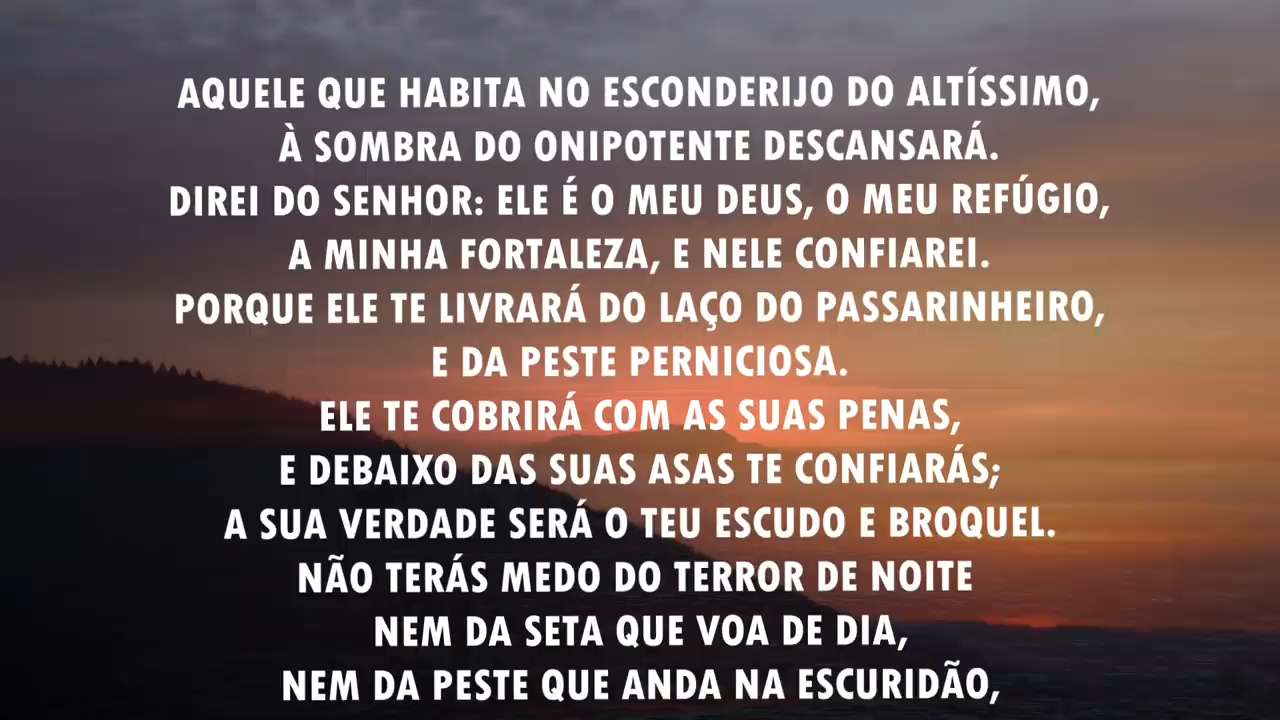 AQUELE QUE HABITA NO ESCONDERIJO DO ALTÍSSIMO,
À SOMBRA DO ONIPOTENTE DESCANSARÁ.
DIREI DO SENHOR: ELE É O MEU DEUS, O MEU REFÚGIO,
A MINHA FORTALEZA, E NELE CONFIAREI.
PORQUE ELE TE LIVRARÁ DO LAÇO DO PASSARINHEIRO,
E DA PESTE PERNICIOSA.
ELE TE COBRIRÁ COM AS SUAS PENAS,
E DEBAIXO DAS SUAS ASAS TE CONFIARÁS;
A SUA VERDADE SERÁ O TEU ESCUDO E BROQUEL.
NÃO TERÁS MEDO DO TERROR DE NOITE
NEM DA SETA QUE VOA DE DIA,
NEM DA PESTE QUE ANDA NA ESCURIDÃO,